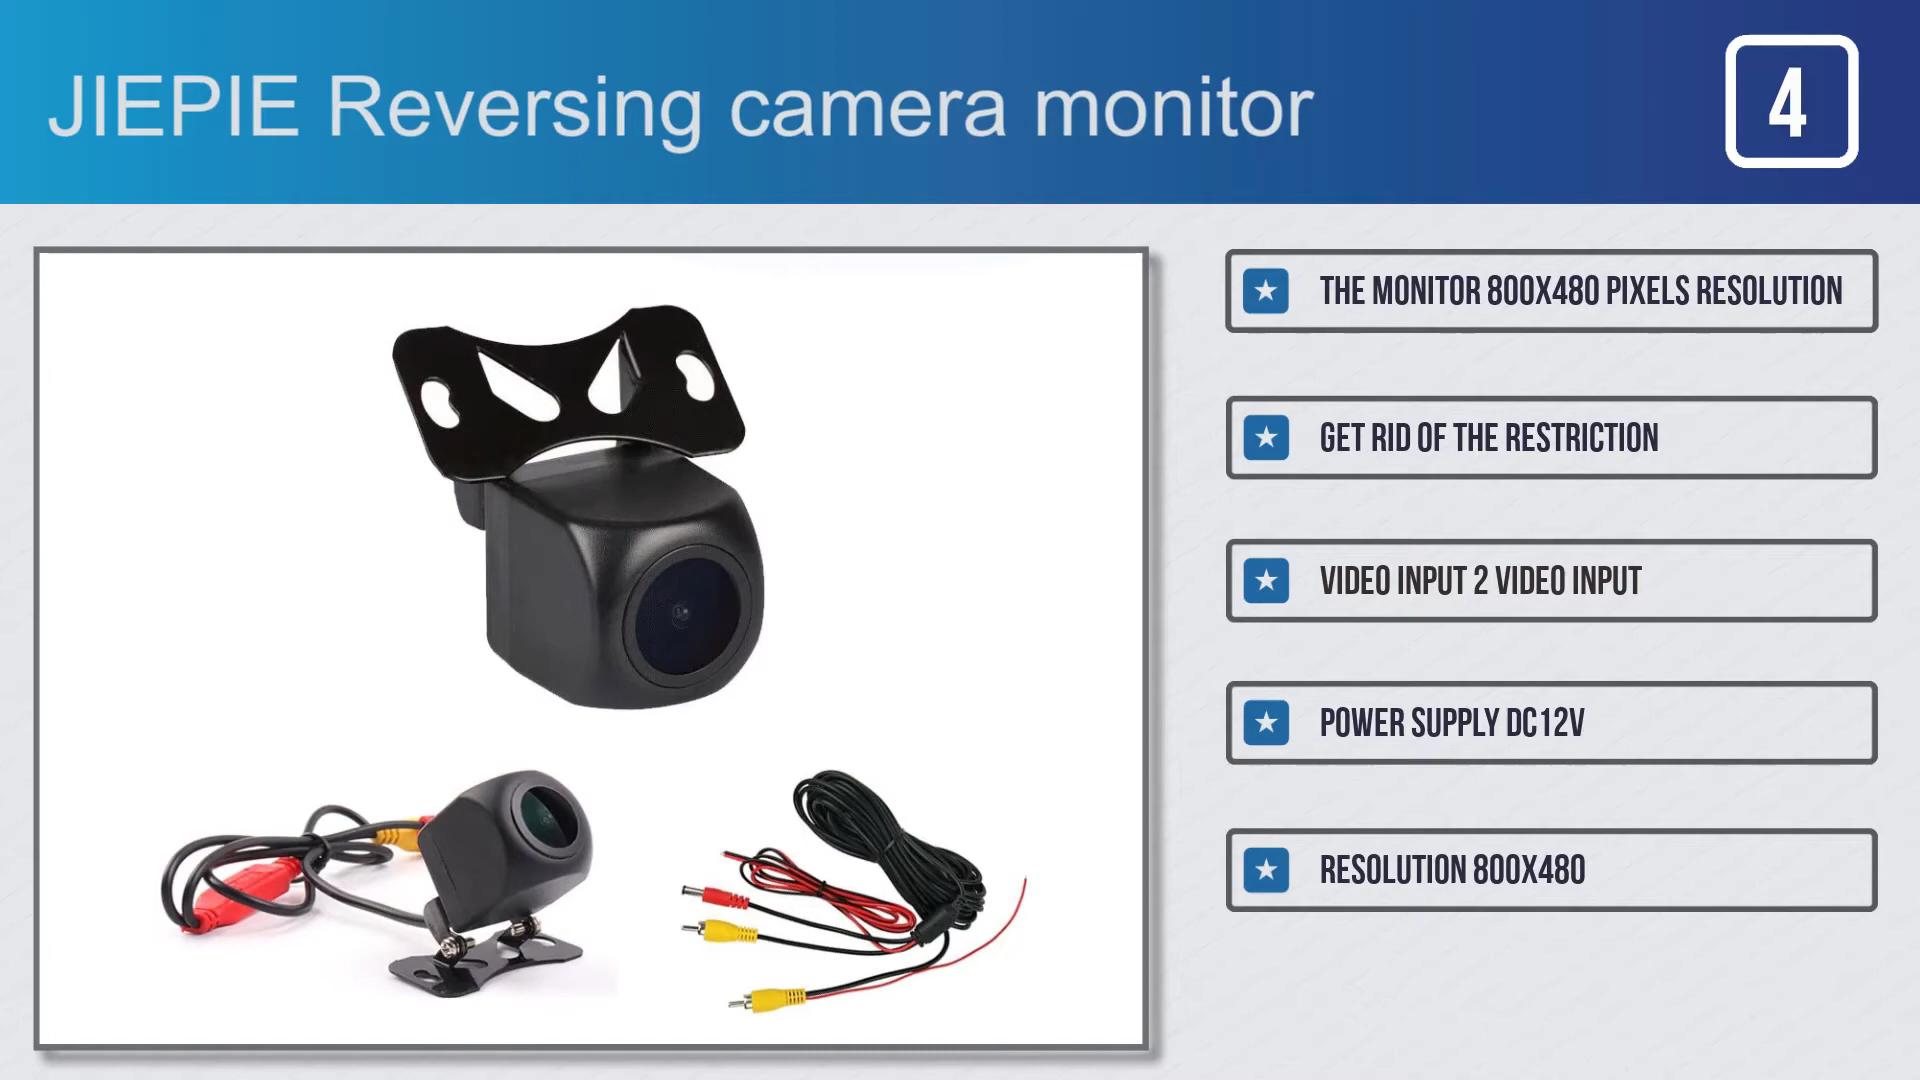 JIEPIE Reversing camera monitor
4
THE MONITOR 800X480 PIXELS RESOLUTION
GET RID OF THE RESTRICTION
VIDEO INPUT 2 VIDEO INPUT
POWER SUPPLY DC12V
RESOLUTION 800X480